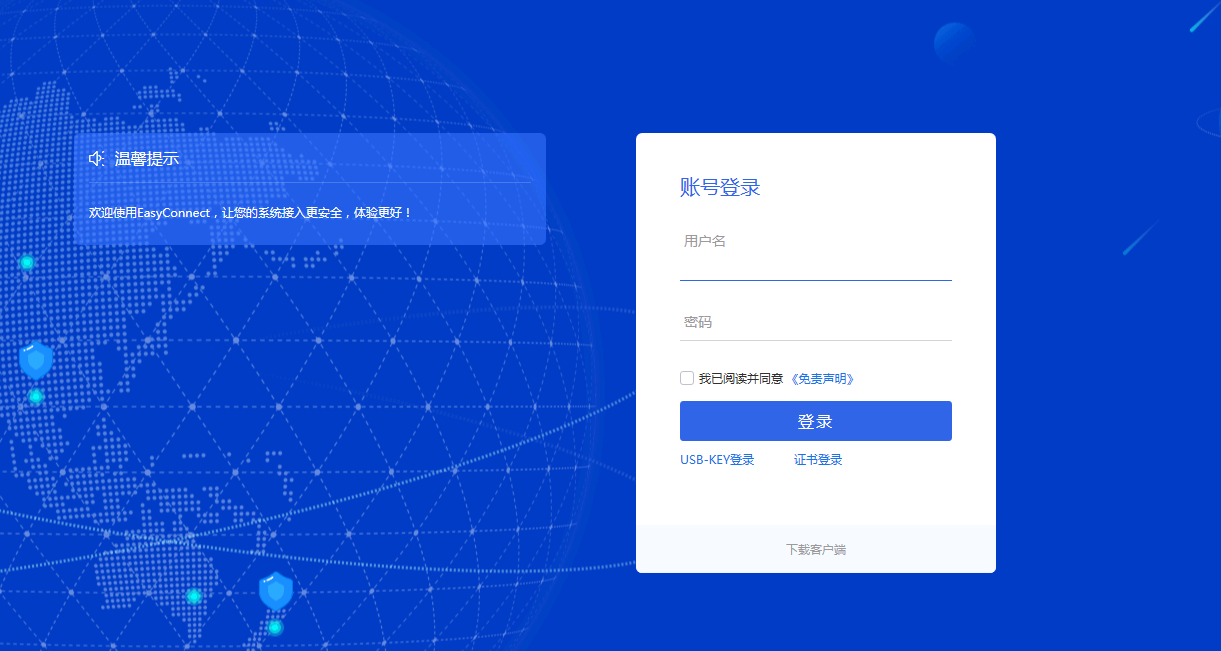 温馨提示
欢迎使用EasyConnect，让您的系统接入更安全，体验更好！
账号登录
用户名
密码
我已阅读并同意 《免责声明》
登录
USB-KEY登录 证书登录
下载客户端